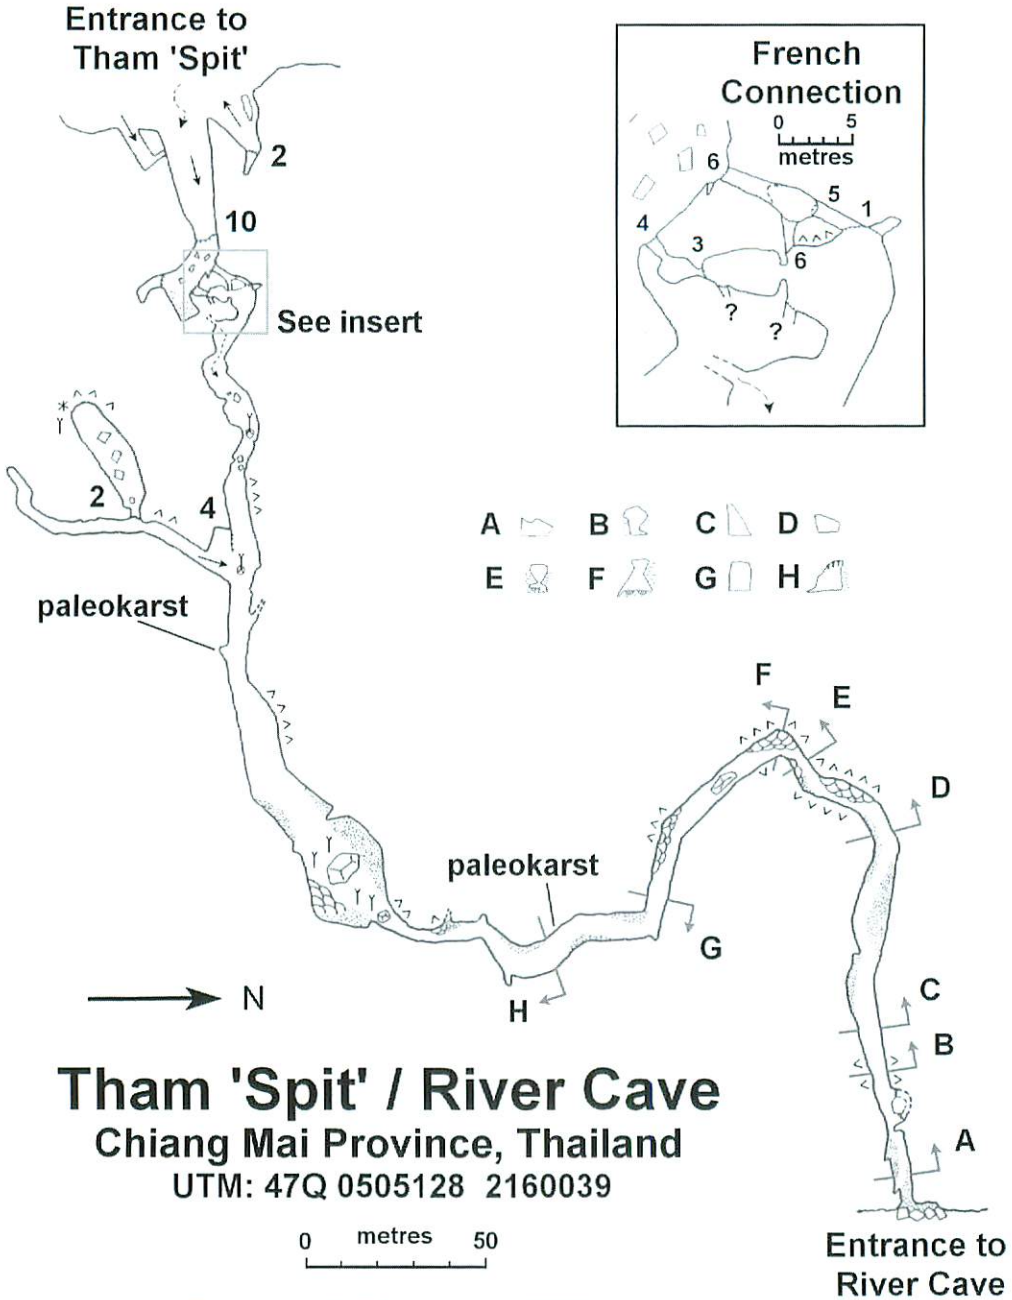 Entrance to
Tham 'Spit'
2
10
See insert
French
Connection
0 5
metres
6
5
1
4
3
6
?
?
2
4
paleokarst
A B C D
E F G H
F
E
D
paleokarst
G
H
C
B
A
N
Tham 'Spit' / River Cave
Chiang Mai Province, Thailand
UTM: 47Q 0505128 2160039
0 metres 50
Entrance to
River Cave